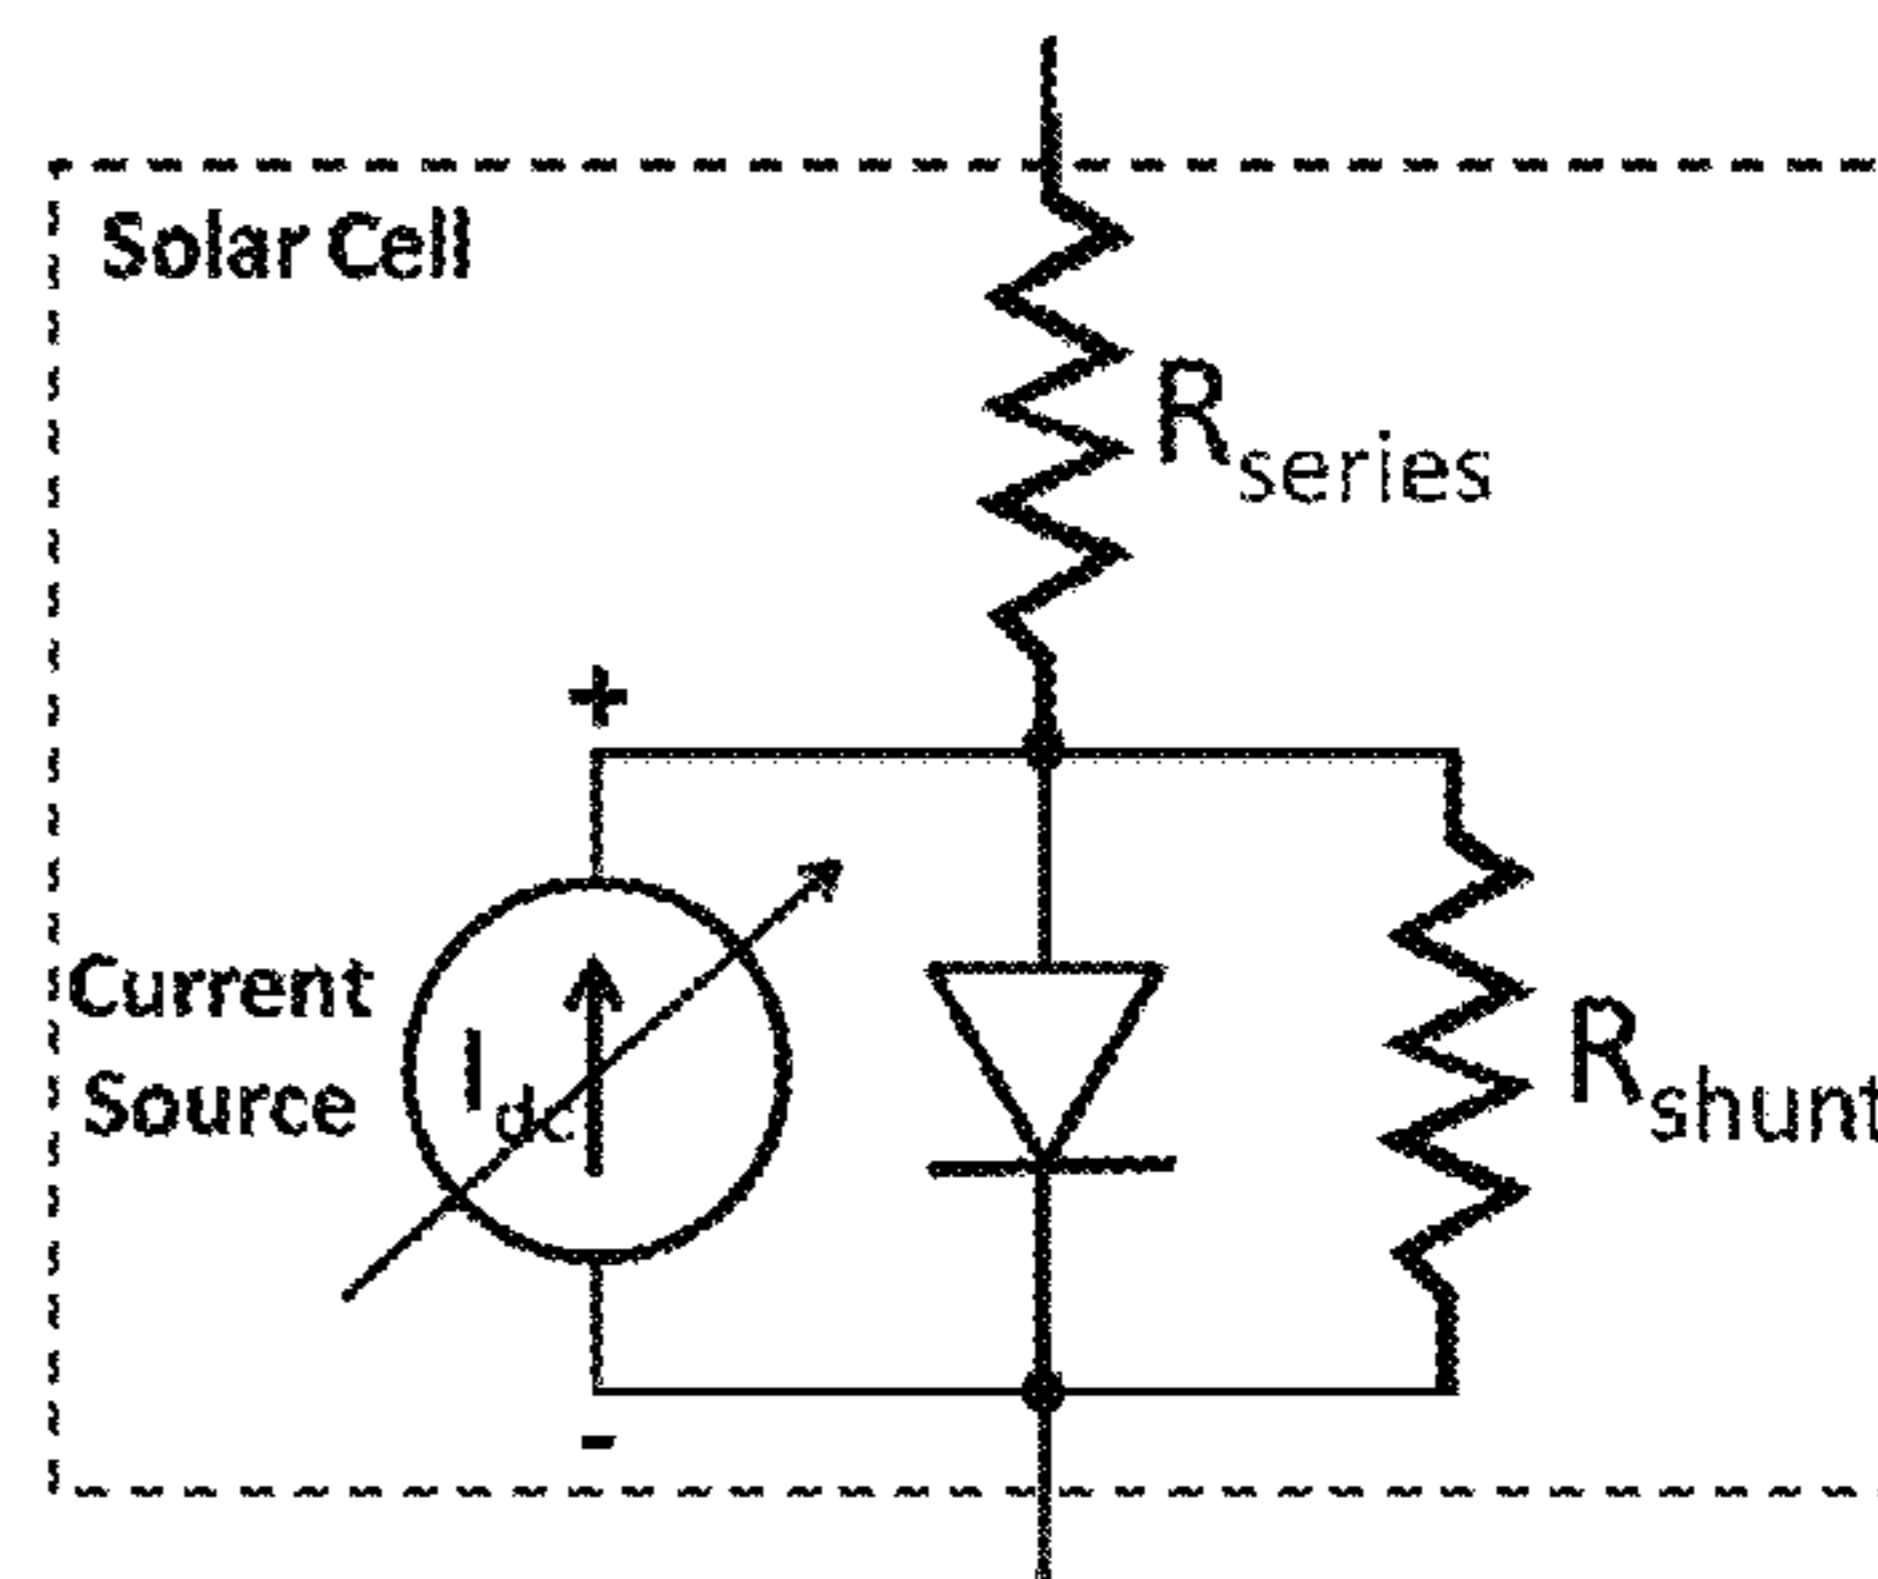 Solar Cell
Rseries
+
Current
Source
Idc
Rshunt
-